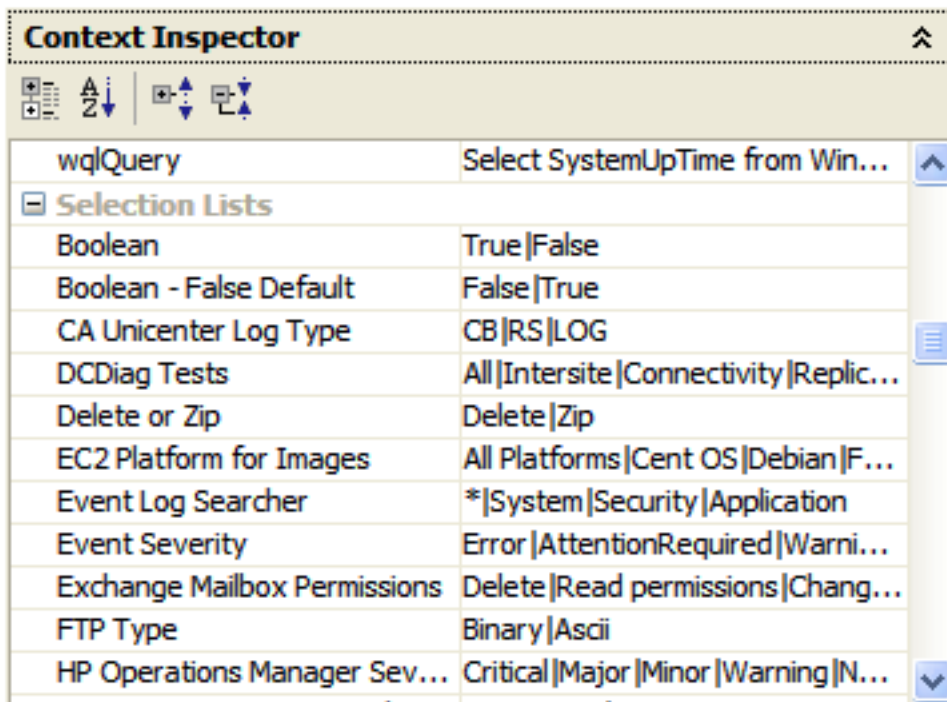 Context Inspector
wqlQuery Select SystemUpTime from Win...
Selection Lists
Boolean True|False
Boolean - False Default False|True
CA Unicenter Log Type CB|RS|LOG
DCDiag Tests All|Intersite|Connectivity|Replic...
Delete or Zip Delete|Zip
EC2 Platform for Images All Platforms|Cent OS|Debian|F...
Event Log Searcher *|System|Security|Application
Event Severity Error|AttentionRequired|Warni...
Exchange Mailbox Permissions Delete|Read permissions|Chang...
FTP Type Binary|Ascii
HP Operations Manager Sev... Critical|Major|Minor|Warning|N...